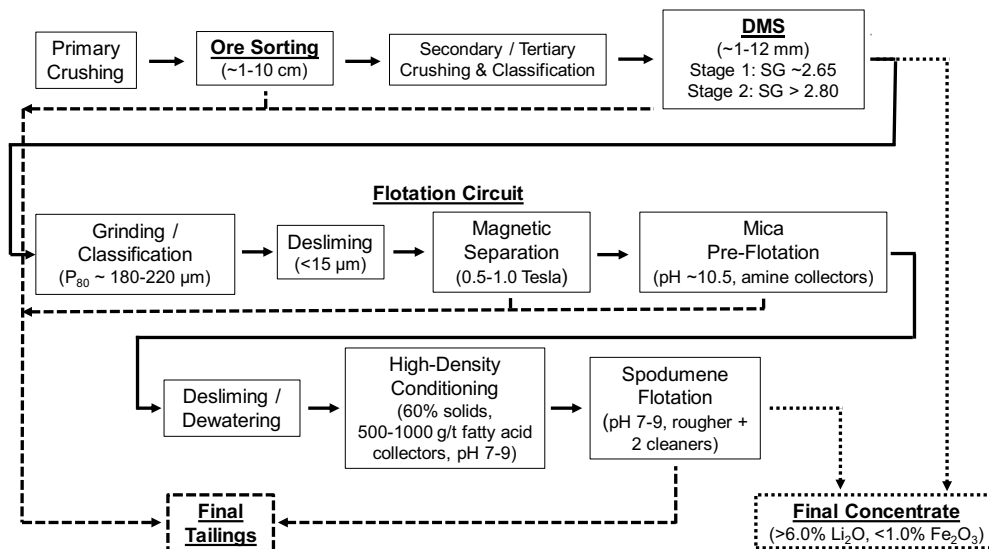 Primary
Crushing
Ore Sorting
(~1-10 cm)
Secondary / Tertiary
Crushing & Classification
DMS
(~1-12 mm)
Stage 1: SG ~2.65
Stage 2: SG > 2.80
Flotation Circuit
Grinding /
Classification
(P₈₀ ~ 180-220 µm)
Desliming
(<15 µm)
Magnetic
Separation
(0.5-1.0 Tesla)
Mica
Pre-Flotation
(pH ~10.5, amine collectors)
Desliming /
Dewatering
High-Density
Conditioning
(60% solids,
500-1000 g/t fatty acid
collectors, pH 7-9)
Spodumene
Flotation
(pH 7-9, rougher +
2 cleaners)
Final
Tailings
Final Concentrate
(>6.0% Li₂O, <1.0% Fe₂O₃)